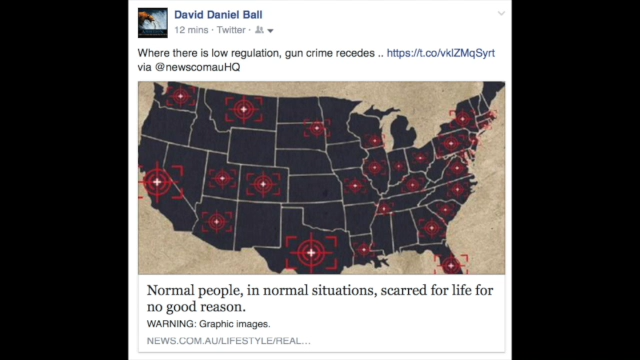 David Daniel Ball
12 mins · Twitter ·
Where there is low regulation, gun crime recedes .. https://t.co/vkIZMqSyrt
via @newscomauHQ
Normal people, in normal situations, scarred for life for
no good reason.
WARNING: Graphic images.
NEWS.COM.AU/LIFESTYLE/REAL...